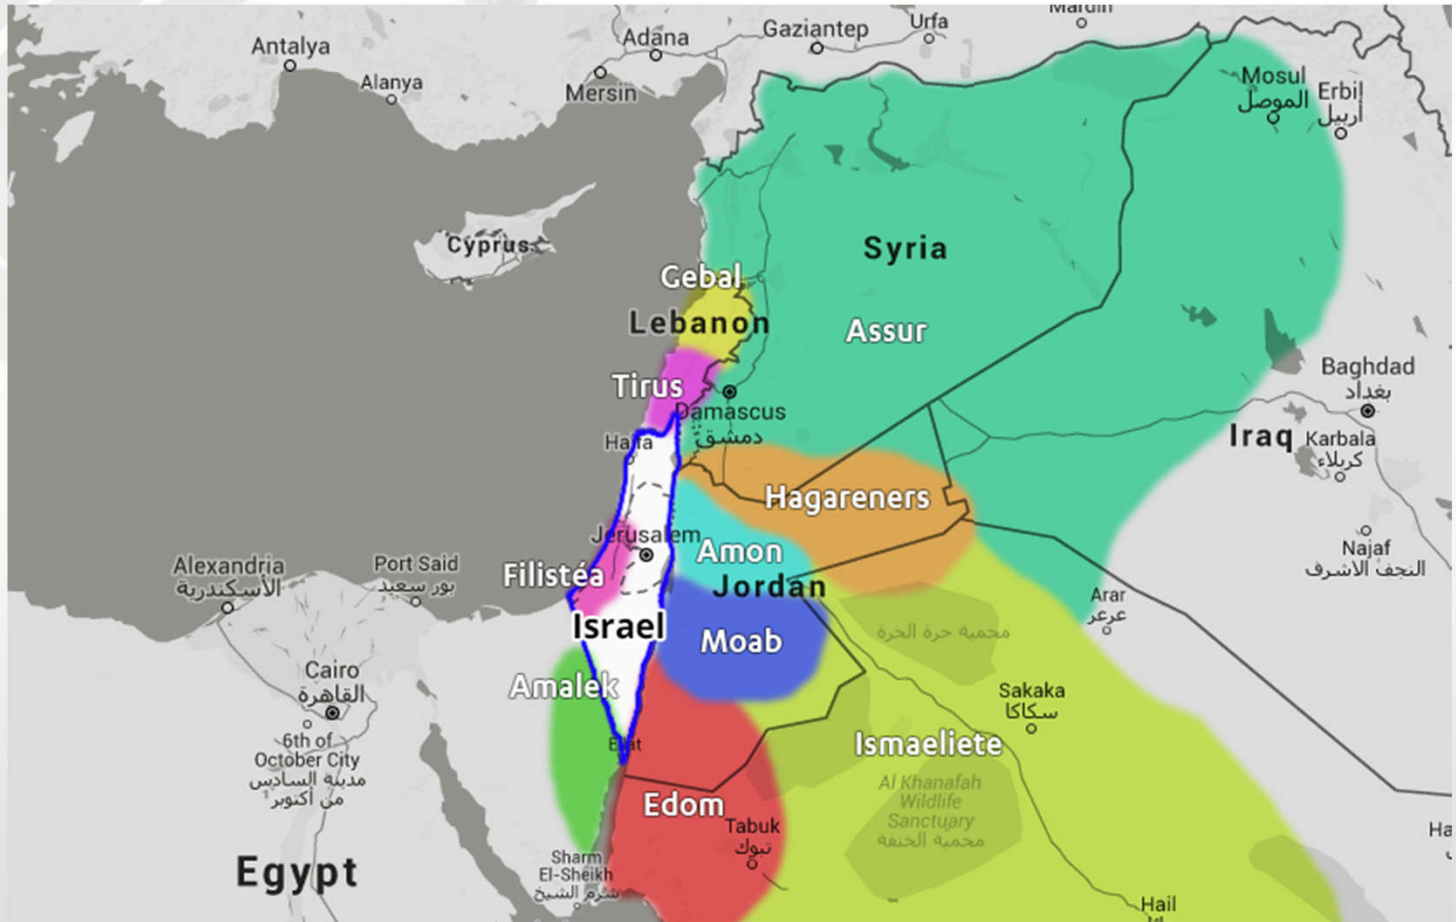 Mardin
Urfa
Gaziantep
Adana
Antalya
Alanya
Mersin
Mosul
الموصل
Erbil
أربيل
Cyprus
Syria
Gebal
Lebanon
Assur
Tirus
Damascus
دمشق
Haifa
Baghdad
بغداد
Iraq
Karbala
كربلاء
Hagareners
Jerusalem
Amon
Jordan
Najaf
النجف الاشرف
Alexandria
الأسكندرية
Port Said
بور سعيد
Filistéa
Israel
Moab
Arar
عرعر
محمية حرة الحرة
Amalek
Cairo
القاهرة
6th of
October City
مدينة السادس
من أكتوبر
Sakaka
سكاكا
Ismaeliete
Al Khanafah
Wildlife
Sanctuary
محمية الخنفة
Edom
Tabuk
تبوك
Egypt
Sharm
El-Sheikh
شرم الشيخ
Hail